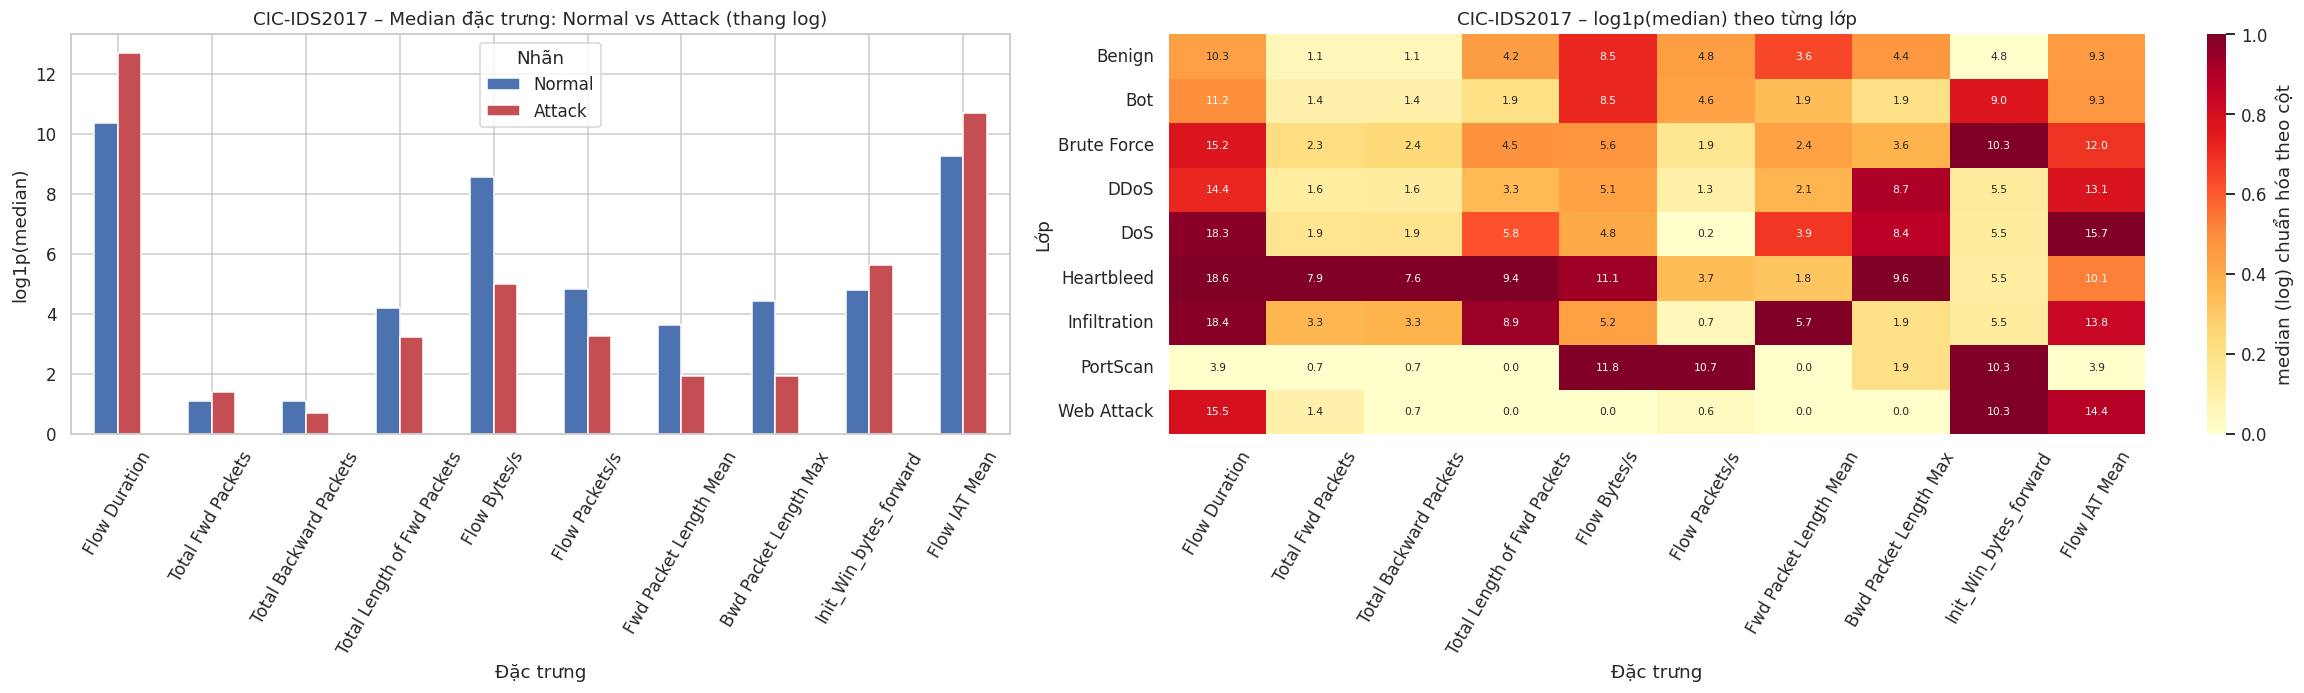 CIC-IDS2017 – Median đặc trưng: Normal vs Attack (thang log)
log1p(median)
12
10
8
6
4
2
0
Nhãn
Normal
Attack
Flow Duration
Total Fwd Packets
Total Backward Packets
Total Length of Fwd Packets
Flow Bytes/s
Flow Packets/s
Fwd Packet Length Mean
Bwd Packet Length Max
Init_Win_bytes_forward
Flow IAT Mean
Đặc trưng
CIC-IDS2017 – log1p(median) theo từng lớp
Lớp
Benign 10.3 1.1 1.1 4.2 8.5 4.8 3.6 4.4 4.8 9.3
Bot 11.2 1.4 1.4 1.9 8.5 4.6 1.9 1.9 9.0 9.3
Brute Force 15.2 2.3 2.4 4.5 5.6 1.9 2.4 3.6 10.3 12.0
DDoS 14.4 1.6 1.6 3.3 5.1 1.3 2.1 8.7 5.5 13.1
DoS 18.3 1.9 1.9 5.8 4.8 0.2 3.9 8.4 5.5 15.7
Heartbleed 18.6 7.9 7.6 9.4 11.1 3.7 1.8 9.6 5.5 10.1
Infiltration 18.4 3.3 3.3 8.9 5.2 0.7 5.7 1.9 5.5 13.8
PortScan 3.9 0.7 0.7 0.0 11.8 10.7 0.0 1.9 10.3 3.9
Web Attack 15.5 1.4 0.7 0.0 0.0 0.6 0.0 0.0 10.3 14.4
Flow Duration
Total Fwd Packets
Total Backward Packets
Total Length of Fwd Packets
Flow Bytes/s
Flow Packets/s
Fwd Packet Length Mean
Bwd Packet Length Max
Init_Win_bytes_forward
Flow IAT Mean
Đặc trưng
1.0
0.8
0.6
0.4
0.2
0.0
median (log) chuẩn hóa theo cột